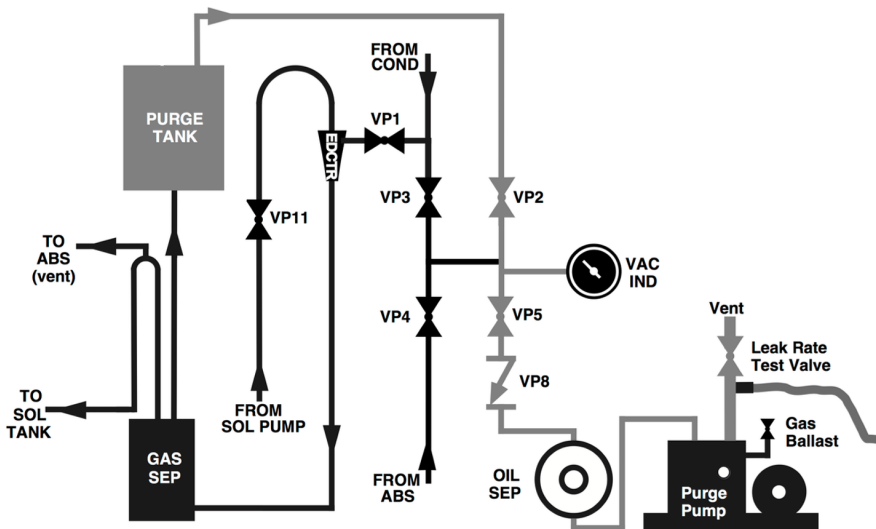 FROM
COND
PURGE
TANK
VP1
EDCTR
VP3
VP2
VP11
TO
ABS
(vent)
VAC
IND
VP4
VP5
Vent
Leak Rate
Test Valve
VP8
TO
SOL
TANK
FROM
SOL PUMP
Gas
Ballast
GAS
SEP
FROM
ABS
OIL
SEP
Purge
Pump